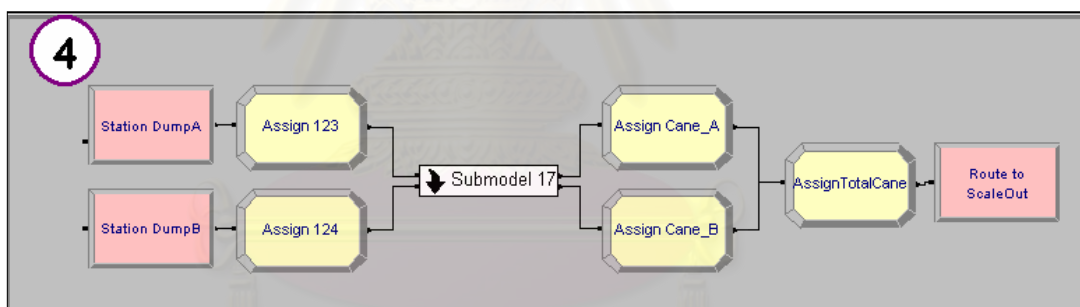 4
Station DumpA
Assign 123
Assign Cane_A
Submodel 17
AssignTotalCane
Route to
ScaleOut
Station DumpB
Assign 124
Assign Cane_B